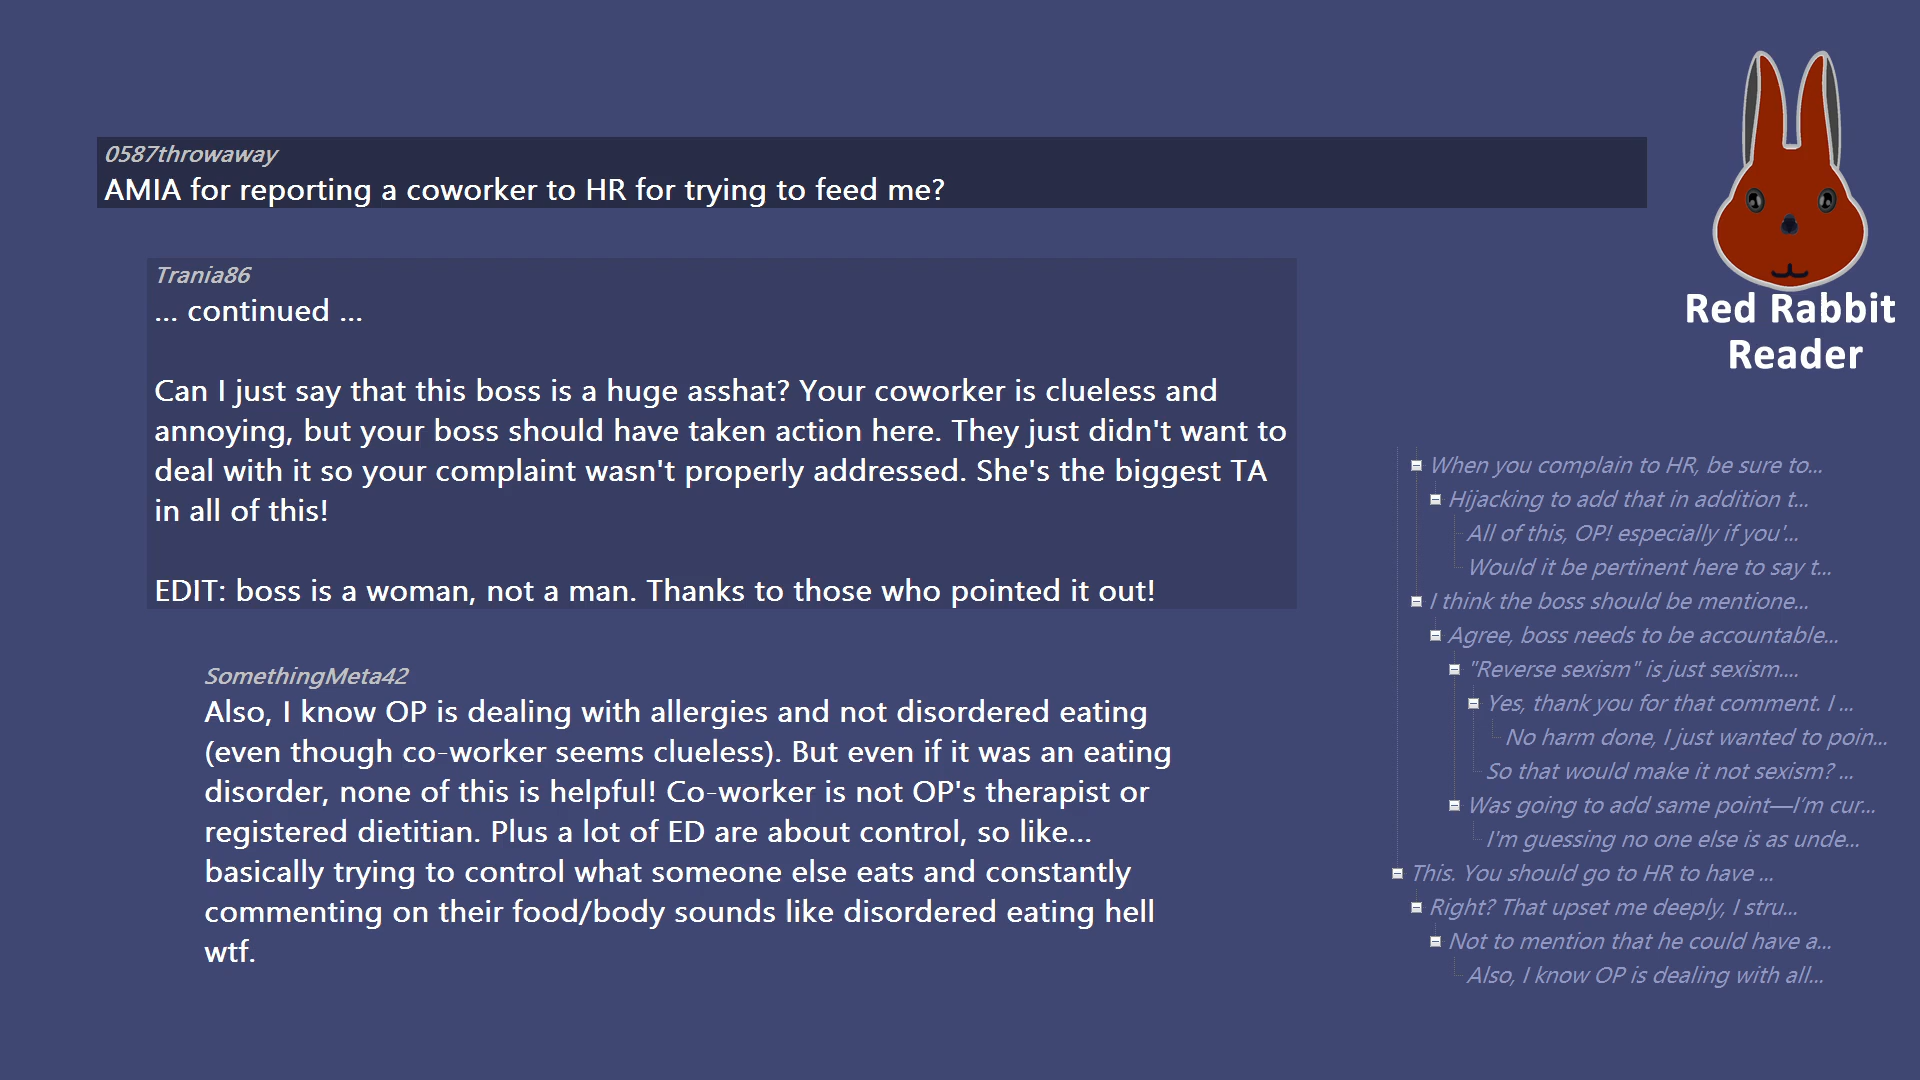 0587throwaway
AMIA for reporting a coworker to HR for trying to feed me?
Trania86
... continued ...
Can I just say that this boss is a huge asshat? Your coworker is clueless and
annoying, but your boss should have taken action here. They just didn't want to
deal with it so your complaint wasn't properly addressed. She's the biggest TA
in all of this!
EDIT: boss is a woman, not a man. Thanks to those who pointed it out!
SomethingMeta42
Also, I know OP is dealing with allergies and not disordered eating
(even though co-worker seems clueless). But even if it was an eating
disorder, none of this is helpful! Co-worker is not OP's therapist or
registered dietitian. Plus a lot of ED are about control, so like...
basically trying to control what someone else eats and constantly
commenting on their food/body sounds like disordered eating hell
wtf.
Red Rabbit
Reader
When you complain to HR, be sure to...
Hijacking to add that in addition t...
All of this, OP! especially if you'...
Would it be pertinent here to say t...
I think the boss should be mentione...
Agree, boss needs to be accountable...
"Reverse sexism" is just sexism....
Yes, thank you for that comment. I ...
No harm done, I just wanted to poin...
So that would make it not sexism? ...
Was going to add same point—I'm cur...
I'm guessing no one else is as unde...
This. You should go to HR to have ...
Right? That upset me deeply, I stru...
Not to mention that he could have a...
Also, I know OP is dealing with all...